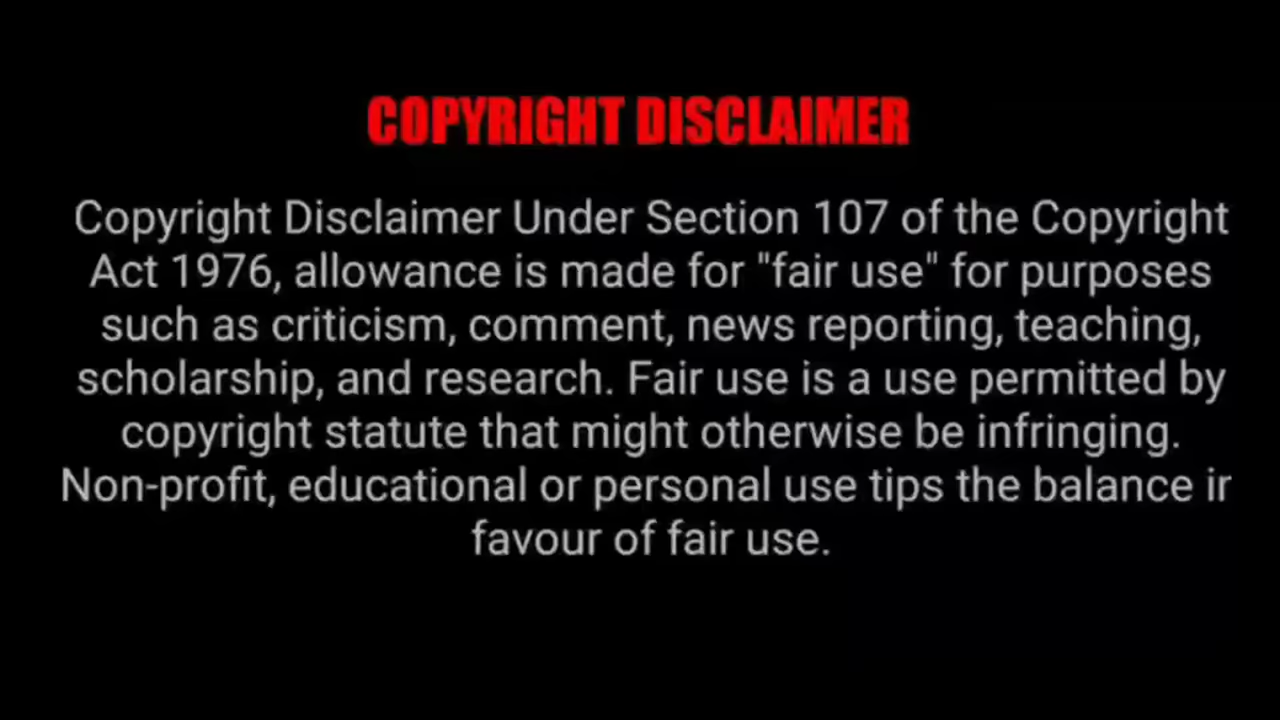 COPYRIGHT DISCLAIMER
Copyright Disclaimer Under Section 107 of the Copyright
Act 1976, allowance is made for "fair use" for purposes
such as criticism, comment, news reporting, teaching,
scholarship, and research. Fair use is a use permitted by
copyright statute that might otherwise be infringing.
Non-profit, educational or personal use tips the balance ir
favour of fair use.